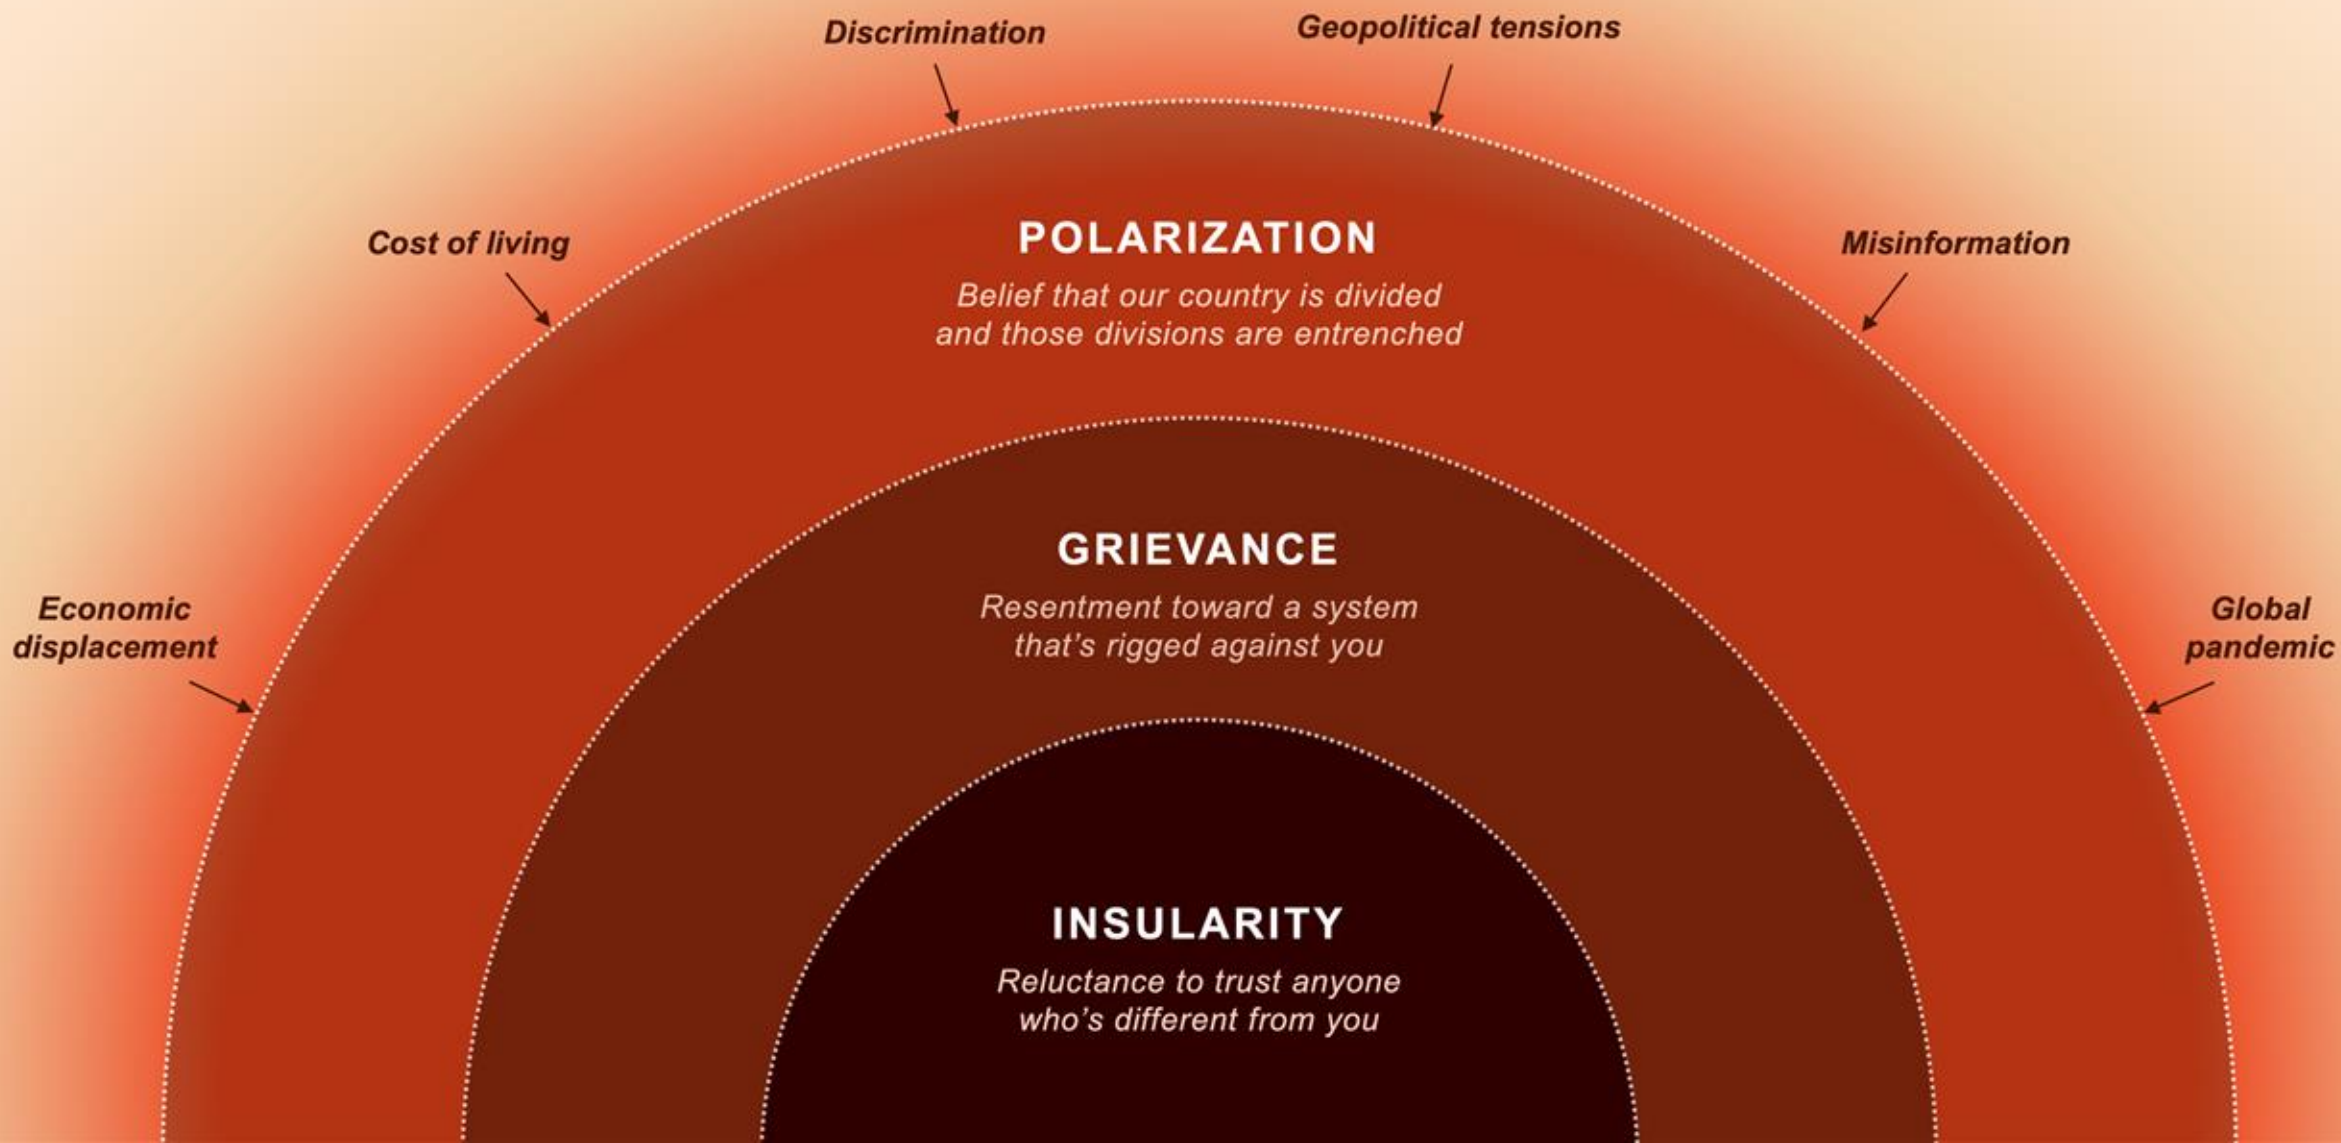 Discrimination
Geopolitical tensions
Cost of living
Misinformation
POLARIZATION
Belief that our country is divided
and those divisions are entrenched
Economic
displacement
Global
pandemic
GRIEVANCE
Resentment toward a system
that's rigged against you
INSULARITY
Reluctance to trust anyone
who's different from you